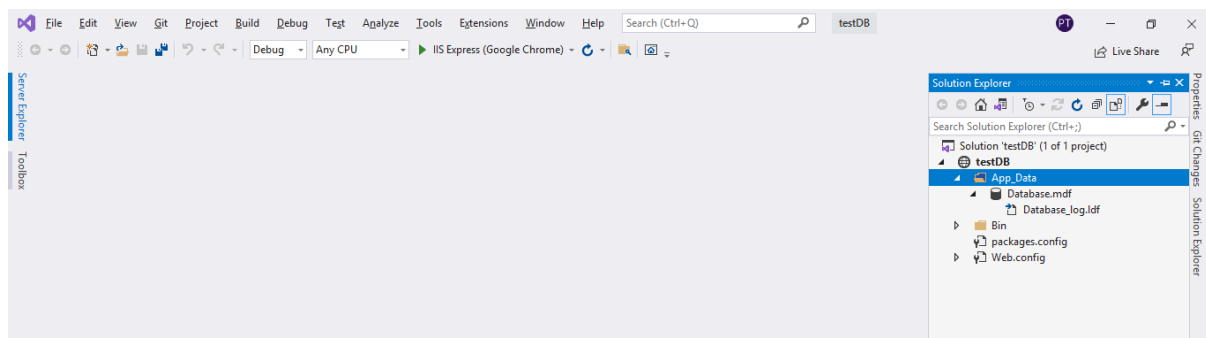 File Edit View Git Project Build Debug Test Analyze Tools Extensions Window Help Search (Ctrl+Q) testDB PT
Debug Any CPU IIS Express (Google Chrome) Live Share
Server Explorer
Toolbox
Solution Explorer
Search Solution Explorer (Ctrl+;)
Solution 'testDB' (1 of 1 project)
testDB
App_Data
Database.mdf
Database_log.ldf
Bin
packages.config
Web.config
Properties
Git Changes
Solution Explorer